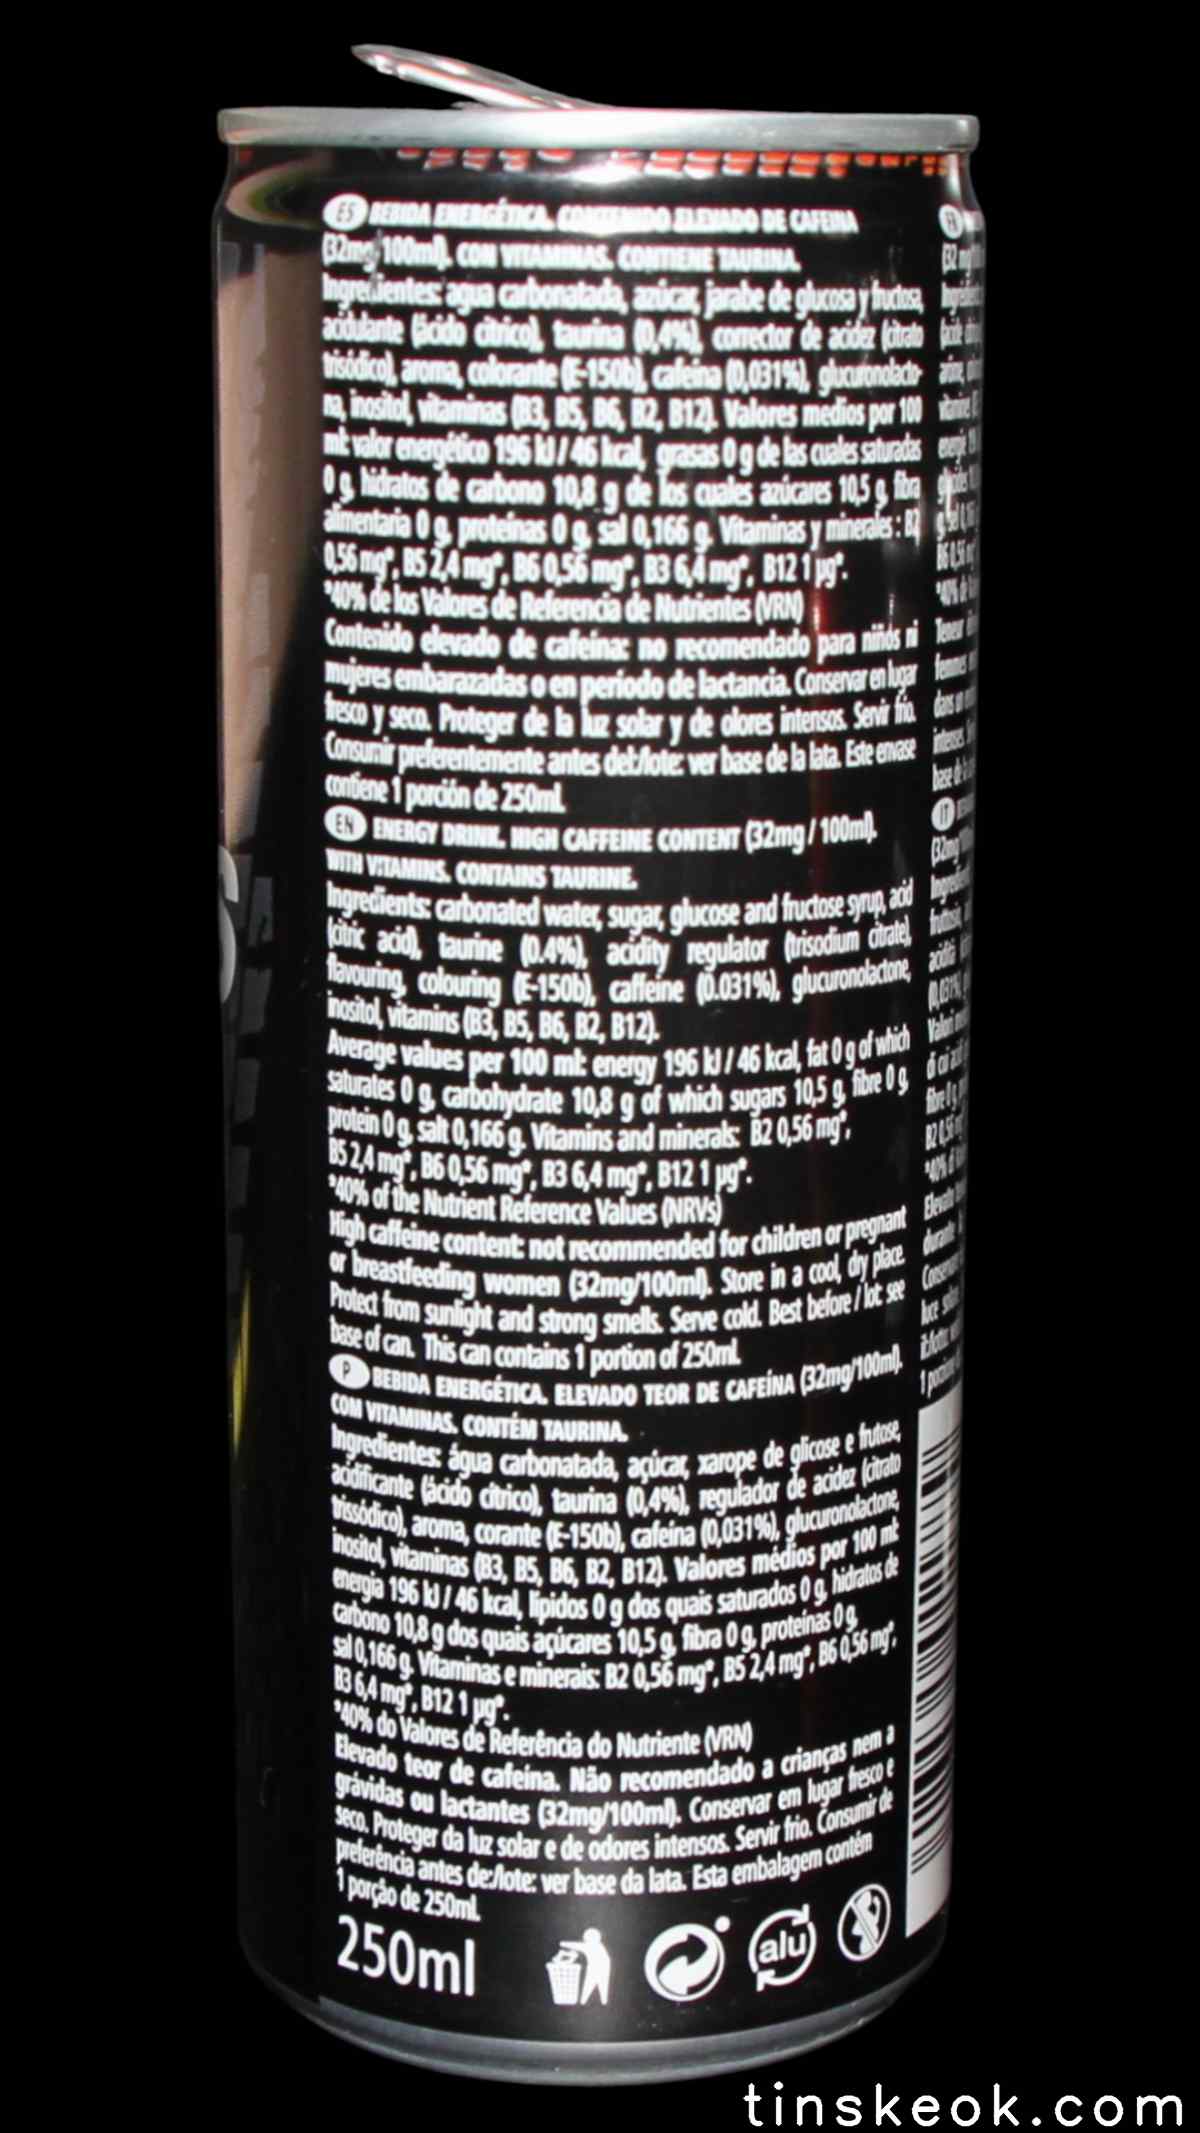 ES BEBIDA ENERGÉTICA. CONTENIDO ELEVADO DE CAFEINA
(32mg/100ml). CON VITAMINAS. CONTIENE TAURINA.
Ingredientes: agua carbonatada, azúcar, jarabe de glucosa y fructosa,
acidulante (ácido cítrico), taurina (0,4%), corrector de acidez (citrato
trisódico), aroma, colorante (E-150b), cafeína (0,031%), glucuronolacto-
na, inositol, vitaminas (B3, B5, B6, B2, B12). Valores medios por 100
ml: valor energético 196 kJ / 46 kcal, grasas 0 g de las cuales saturadas
0 g, hidratos de carbono 10,8 g de los cuales azúcares 10,5 g, fibra
alimentaria 0 g, proteínas 0 g, sal 0,166 g. Vitaminas y minerales : B2
0,56 mg*, B5 2,4 mg*, B6 0,56 mg*, B3 6,4 mg*, B12 1 µg*.
*40% de los Valores de Referencia de Nutrientes (VRN)
Contenido elevado de cafeína: no recomendado para niños ni
mujeres embarazadas o en período de lactancia. Conservar en lugar
fresco y seco. Proteger de la luz solar y de olores intensos. Servir frío.
Consumir preferentemente antes del:/lote: ver base de la lata. Este envase
contiene 1 porción de 250ml.
EN ENERGY DRINK. HIGH CAFFEINE CONTENT (32mg / 100ml).
WITH VITAMINS. CONTAINS TAURINE.
Ingredients: carbonated water, sugar, glucose and fructose syrup, acid
(citric acid), taurine (0.4%), acidity regulator (trisodium citrate),
flavouring, colouring (E-150b), caffeine (0.031%), glucuronolactone,
inositol, vitamins (B3, B5, B6, B2, B12).
Average values per 100 ml: energy 196 kJ / 46 kcal, fat 0 g of which
saturates 0 g, carbohydrate 10,8 g of which sugars 10,5 g, fibre 0 g,
protein 0 g, salt 0,166 g. Vitamins and minerals: B2 0,56 mg*,
B5 2,4 mg*, B6 0,56 mg*, B3 6,4 mg*, B12 1 µg*.
*40% of the Nutrient Reference Values (NRVs)
High caffeine content: not recommended for children or pregnant
or breastfeeding women (32mg/100ml). Store in a cool, dry place.
Protect from sunlight and strong smells. Serve cold. Best before / lot: see
base of can. This can contains 1 portion of 250ml.
P BEBIDA ENERGÉTICA. ELEVADO TEOR DE CAFEÍNA (32mg/100ml).
COM VITAMINAS. CONTÉM TAURINA.
Ingredientes: água carbonatada, açúcar, xarope de glicose e frutose,
acidificante (ácido cítrico), taurina (0,4%), regulador de acidez (citrato
trissódico), aroma, corante (E-150b), cafeína (0,031%), glucuronolactone,
inositol, vitaminas (B3, B5, B6, B2, B12). Valores médios por 100 ml:
energia 196 kJ / 46 kcal, lípidos 0 g dos quais saturados 0 g, hidratos de
carbono 10,8 g dos quais açúcares 10,5 g, fibra 0 g, proteínas 0 g,
sal 0,166 g. Vitaminas e minerais: B2 0,56 mg*, B5 2,4 mg*, B6 0,56 mg*,
B3 6,4 mg*, B12 1 µg*.
*40% do Valores de Referência do Nutriente (VRN)
Elevado teor de cafeína. Não recomendado a crianças nem a
grávidas ou lactantes (32mg/100ml). Conservar em lugar fresco e
seco. Proteger da luz solar e de odores intensos. Servir frio. Consumir de
preferência antes de:/lote: ver base da lata. Esta embalagem contém
1 porção de 250ml.
250ml
alu
tinskeok.com